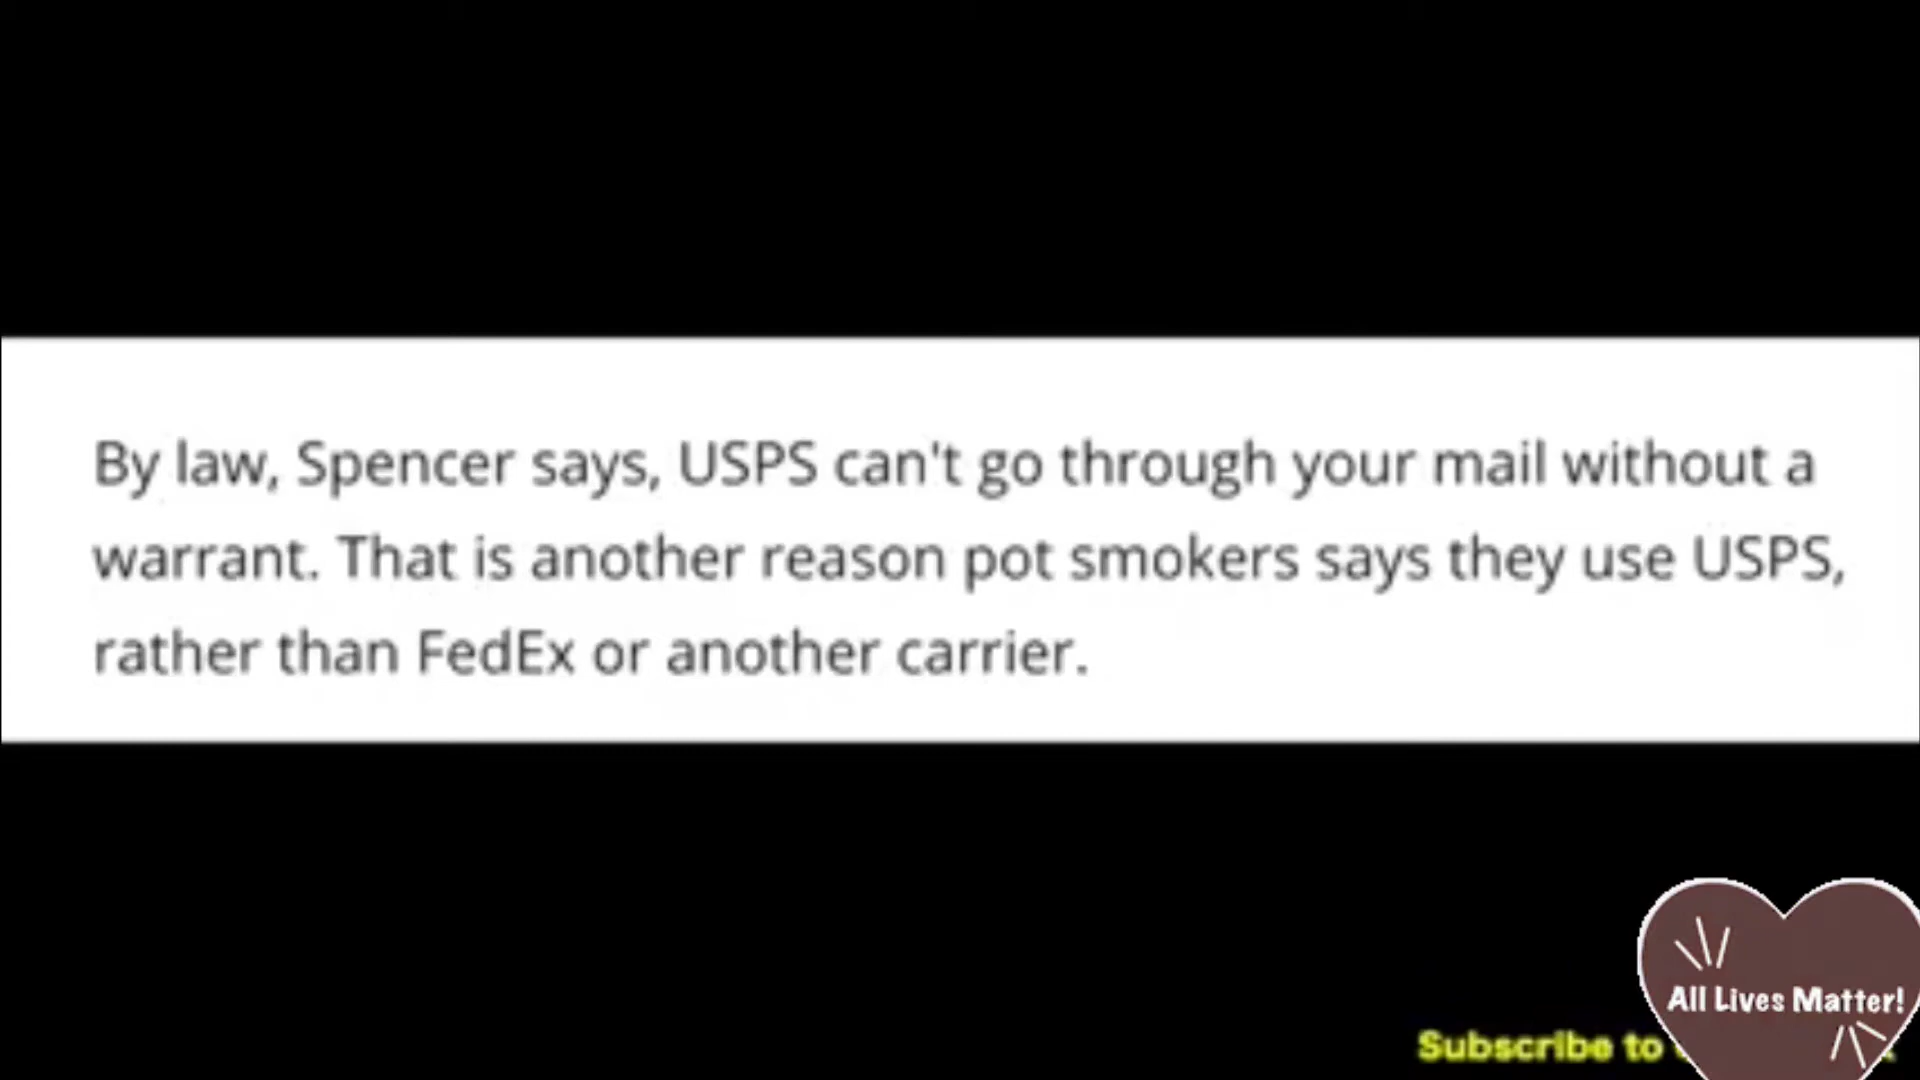 By law, Spencer says, USPS can't go through your mail without a
warrant. That is another reason pot smokers says they use USPS,
rather than FedEx or another carrier.
All Lives Matter!
Subscribe to